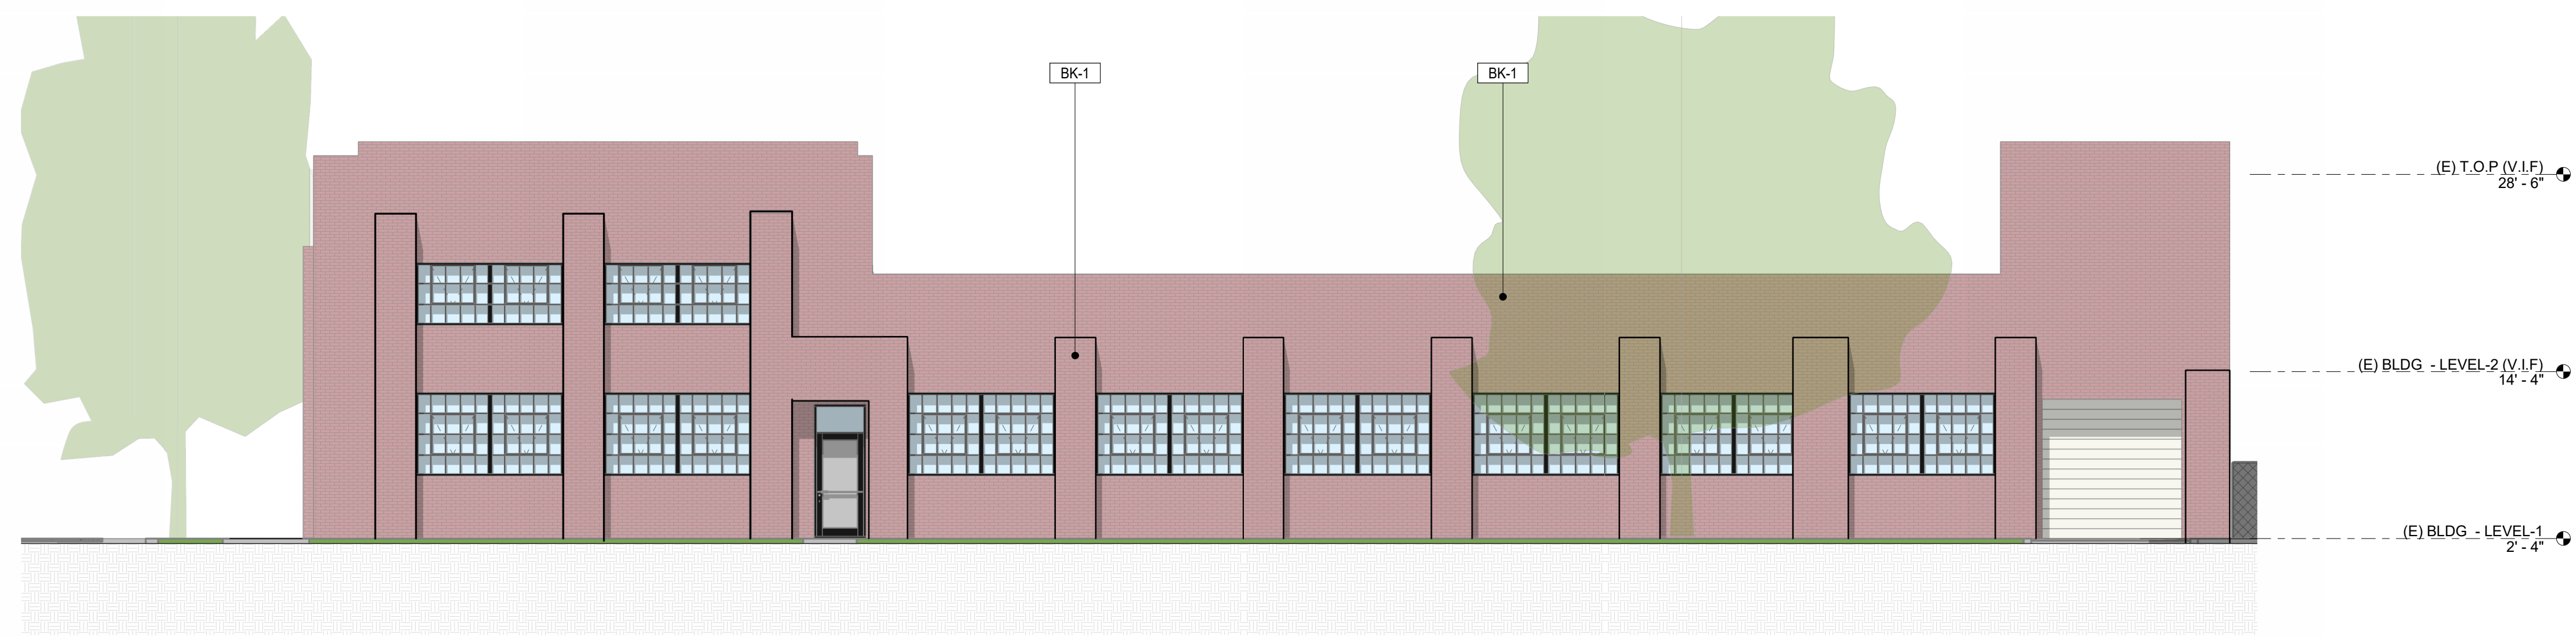 BK-1
BK-1
(E) T.O.P (V.I.F)
28' - 6"
(E) BLDG - LEVEL-2 (V.I.F)
14' - 4"
(E) BLDG - LEVEL-1
2' - 4"